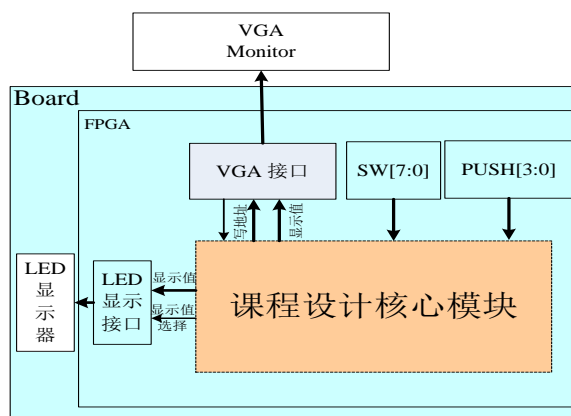 VGA
Monitor
Board
FPGA
VGA 接口
SW[7:0]
PUSH[3:0]
写地址
显示值
LED
显
示
器
LED
显示
接口
显示值
显示值
选择
课程设计核心模块